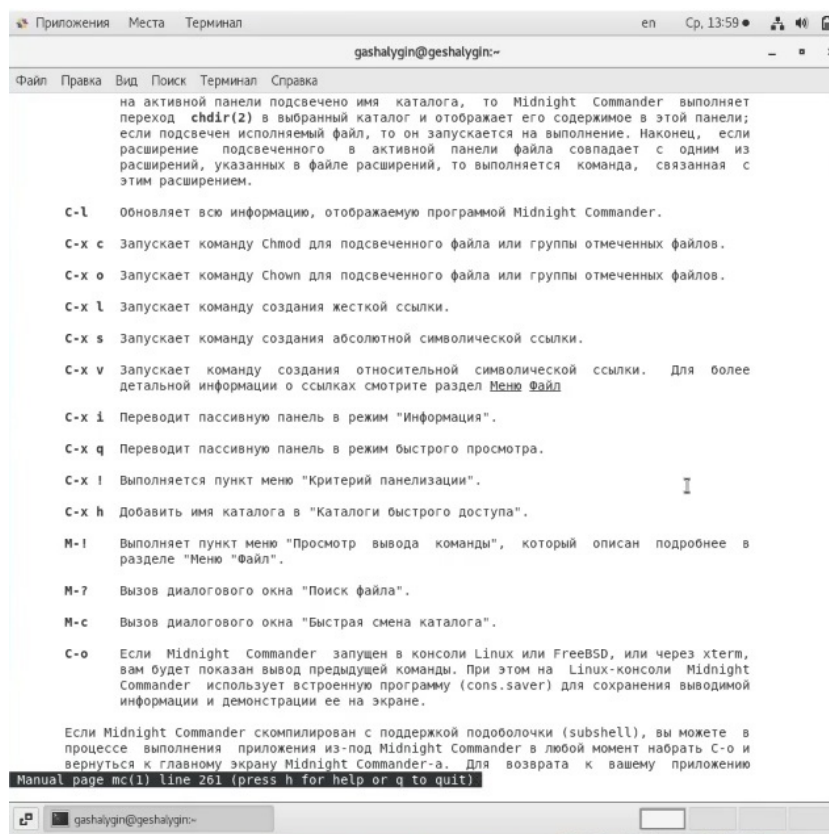 Приложения Места Терминал en Ср, 13:59
gashalygin@geshalygin:~
Файл Правка Вид Поиск Терминал Справка
на активной панели подсвечено имя каталога, то Midnight Commander выполняет
переход chdir(2) в выбранный каталог и отображает его содержимое в этой панели;
если подсвечен исполняемый файл, то он запускается на выполнение. Наконец, если
расширение подсвеченного в активной панели файла совпадает с одним из
расширений, указанных в файле расширений, то выполняется команда, связанная с
этим расширением.
C-l Обновляет всю информацию, отображаемую программой Midnight Commander.
C-x c Запускает команду Chmod для подсвеченного файла или группы отмеченных файлов.
C-x o Запускает команду Chown для подсвеченного файла или группы отмеченных файлов.
C-x l Запускает команду создания жесткой ссылки.
C-x s Запускает команду создания абсолютной символической ссылки.
C-x v Запускает команду создания относительной символической ссылки. Для более
детальной информации о ссылках смотрите раздел Меню Файл
C-x i Переводит пассивную панель в режим "Информация".
C-x q Переводит пассивную панель в режим быстрого просмотра.
C-x ! Выполняется пункт меню "Критерий панелизации".
C-x h Добавить имя каталога в "Каталоги быстрого доступа".
M-! Выполняет пункт меню "Просмотр вывода команды", который описан подробнее в
разделе "Меню "Файл".
M-? Вызов диалогового окна "Поиск файла".
M-c Вызов диалогового окна "Быстрая смена каталога".
C-o Если Midnight Commander запущен в консоли Linux или FreeBSD, или через xterm,
вам будет показан вывод предыдущей команды. При этом на Linux-консоли Midnight
Commander использует встроенную программу (cons.saver) для сохранения выводимой
информации и демонстрации ее на экране.
Если Midnight Commander скомпилирован с поддержкой подоболочки (subshell), вы можете в
процессе выполнения приложения из-под Midnight Commander в любой момент набрать C-o и
вернуться к главному экрану Midnight Commander-а. Для возврата к вашему приложению
Manual page mc(1) line 261 (press h for help or q to quit)
gashalygin@geshalygin:~